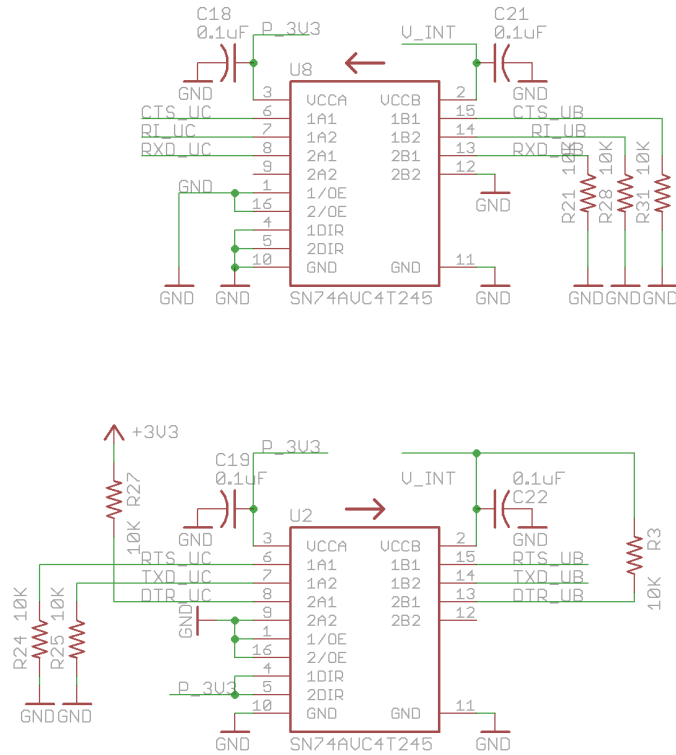 C18
0.1uF
P_3V3
V_INT
C21
0.1uF
GND
U8
GND
3 VCCA VCCB 2
CTS_UC 6 1A1 1B1 15 CTS_UB
RI_UC 7 1A2 1B2 14 RI_UB
RXD_UC 8 2A1 2B1 13 RXD_UB
9 2A2 2B2 12
GND 1 1/OE GND
16 2/OE
4 1DIR
5 2DIR
10 GND GND 11
R21 10K
R28 10K
R31 10K
GND GND SN74AVC4T245 GND GND GND GND
+3V3
R27
10K
C19
0.1uF
P_3V3
V_INT
0.1uF
C22
GND
U2
GND
R3
10K
3 VCCA VCCB 2
RTS_UC 6 1A1 1B1 15 RTS_UB
TXD_UC 7 1A2 1B2 14 TXD_UB
DTR_UC 8 2A1 2B1 13 DTR_UB
GND 9 2A2 2B2 12
1 1/OE
16 2/OE
4 1DIR
P_3V3 5 2DIR
10 GND GND 11
R24 10K
R25 10K
GND GND GND SN74AVC4T245 GND